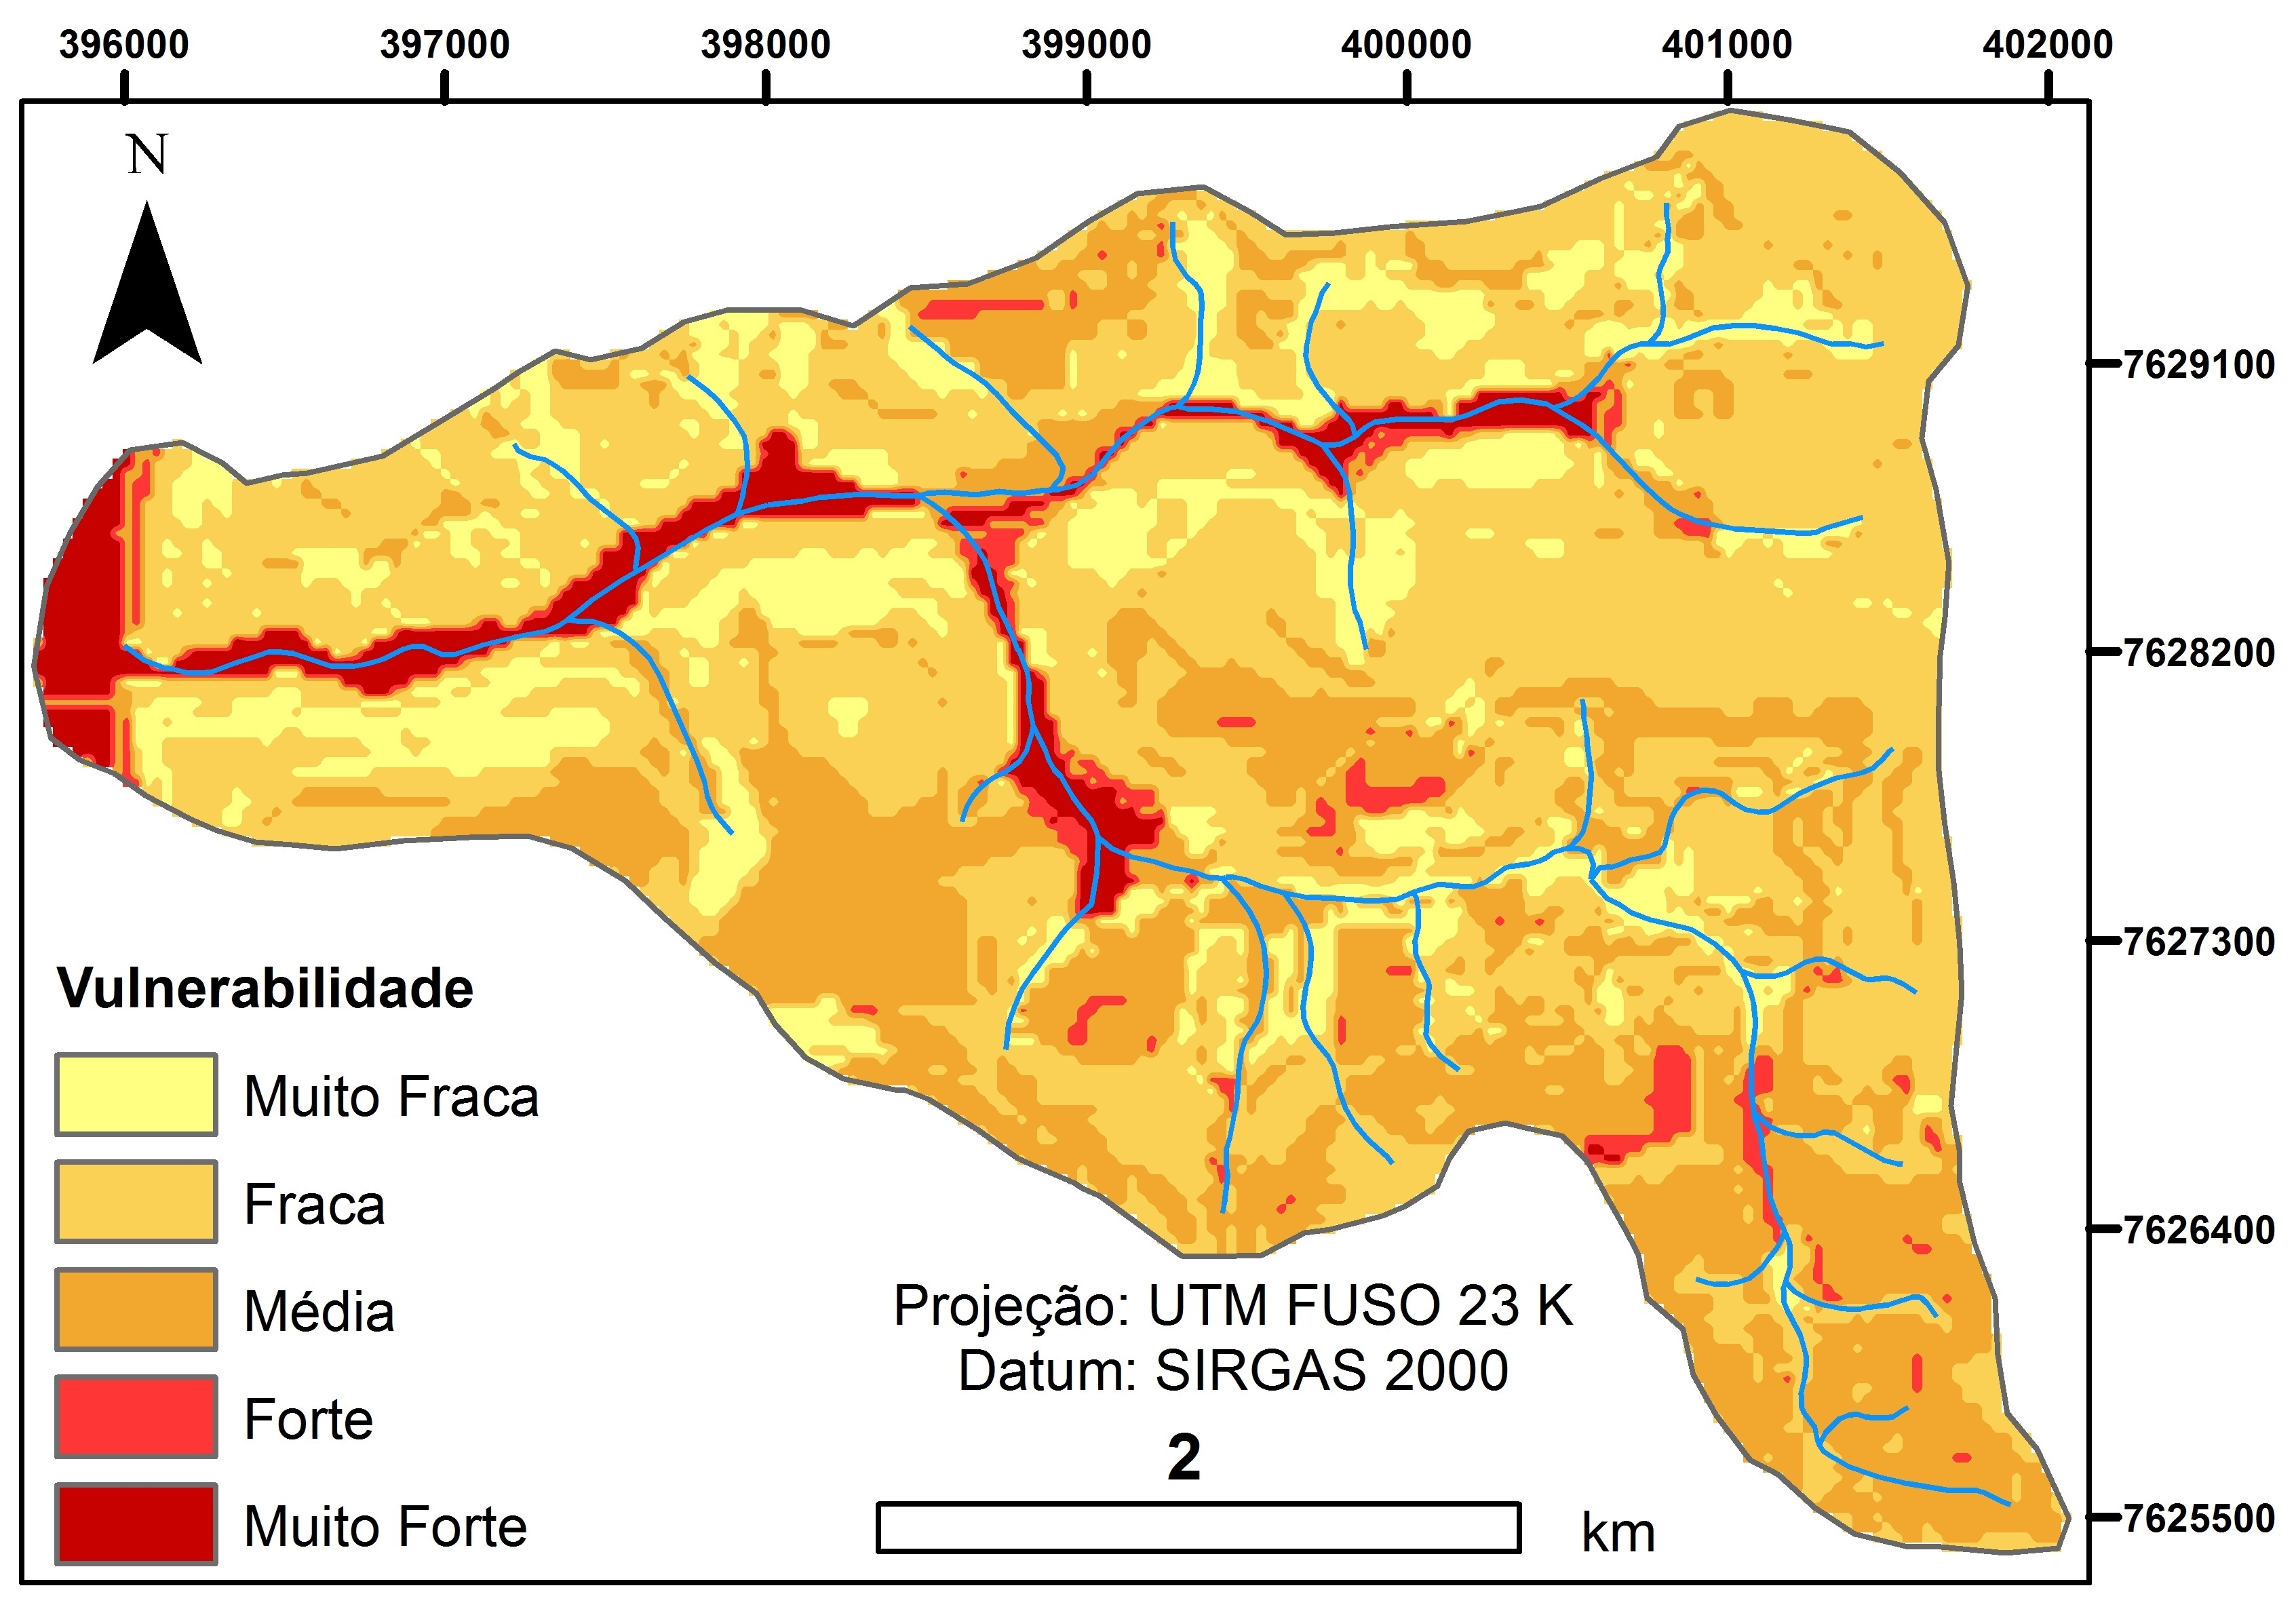 396000 397000 398000 399000 400000 401000 402000
N
7629100
7628200
7627300
7626400
7625500
Vulnerabilidade
Muito Fraca
Fraca
Média
Forte
Muito Forte
Projeção: UTM FUSO 23 K
Datum: SIRGAS 2000
2
km